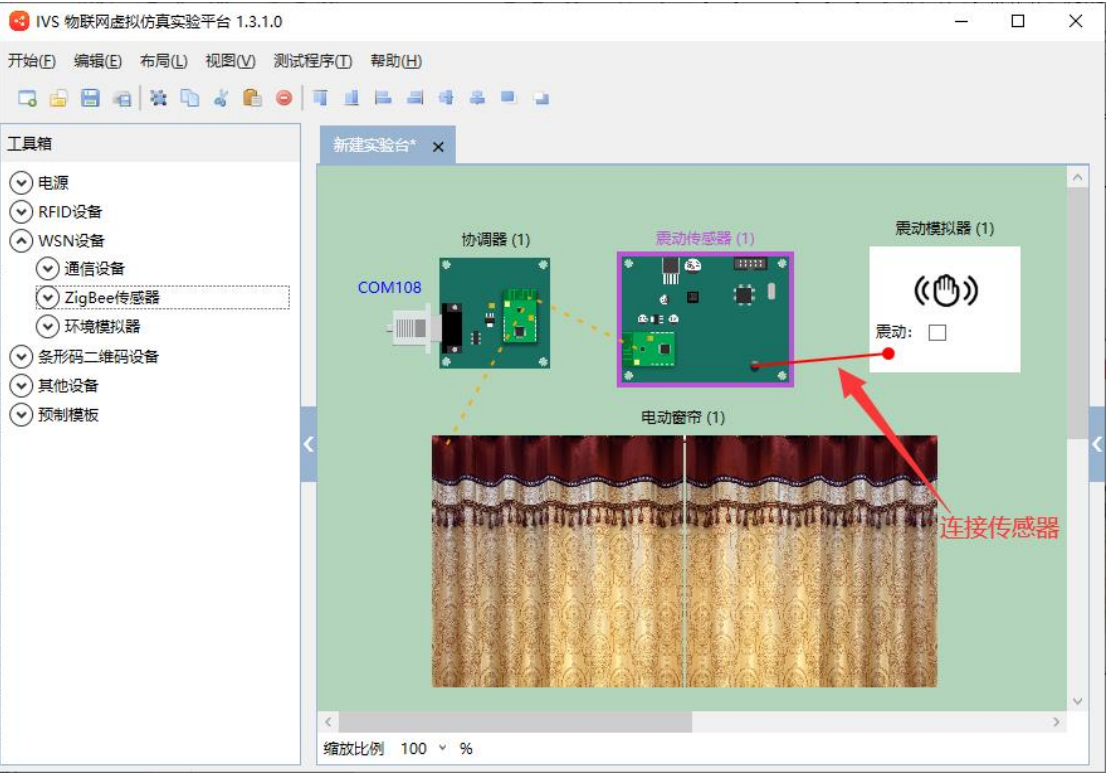 IVS 物联网虚拟仿真实验平台 1.3.1.0
开始(F) 编辑(E) 布局(L) 视图(V) 测试程序(T) 帮助(H)
工具箱
新建实验台*
电源
RFID设备
WSN设备
通信设备
ZigBee传感器
环境模拟器
条形码二维码设备
其他设备
预制模板
协调器 (1)
震动传感器 (1)
震动模拟器 (1)
COM108
震动:
电动窗帘 (1)
连接传感器
缩放比例 100 %